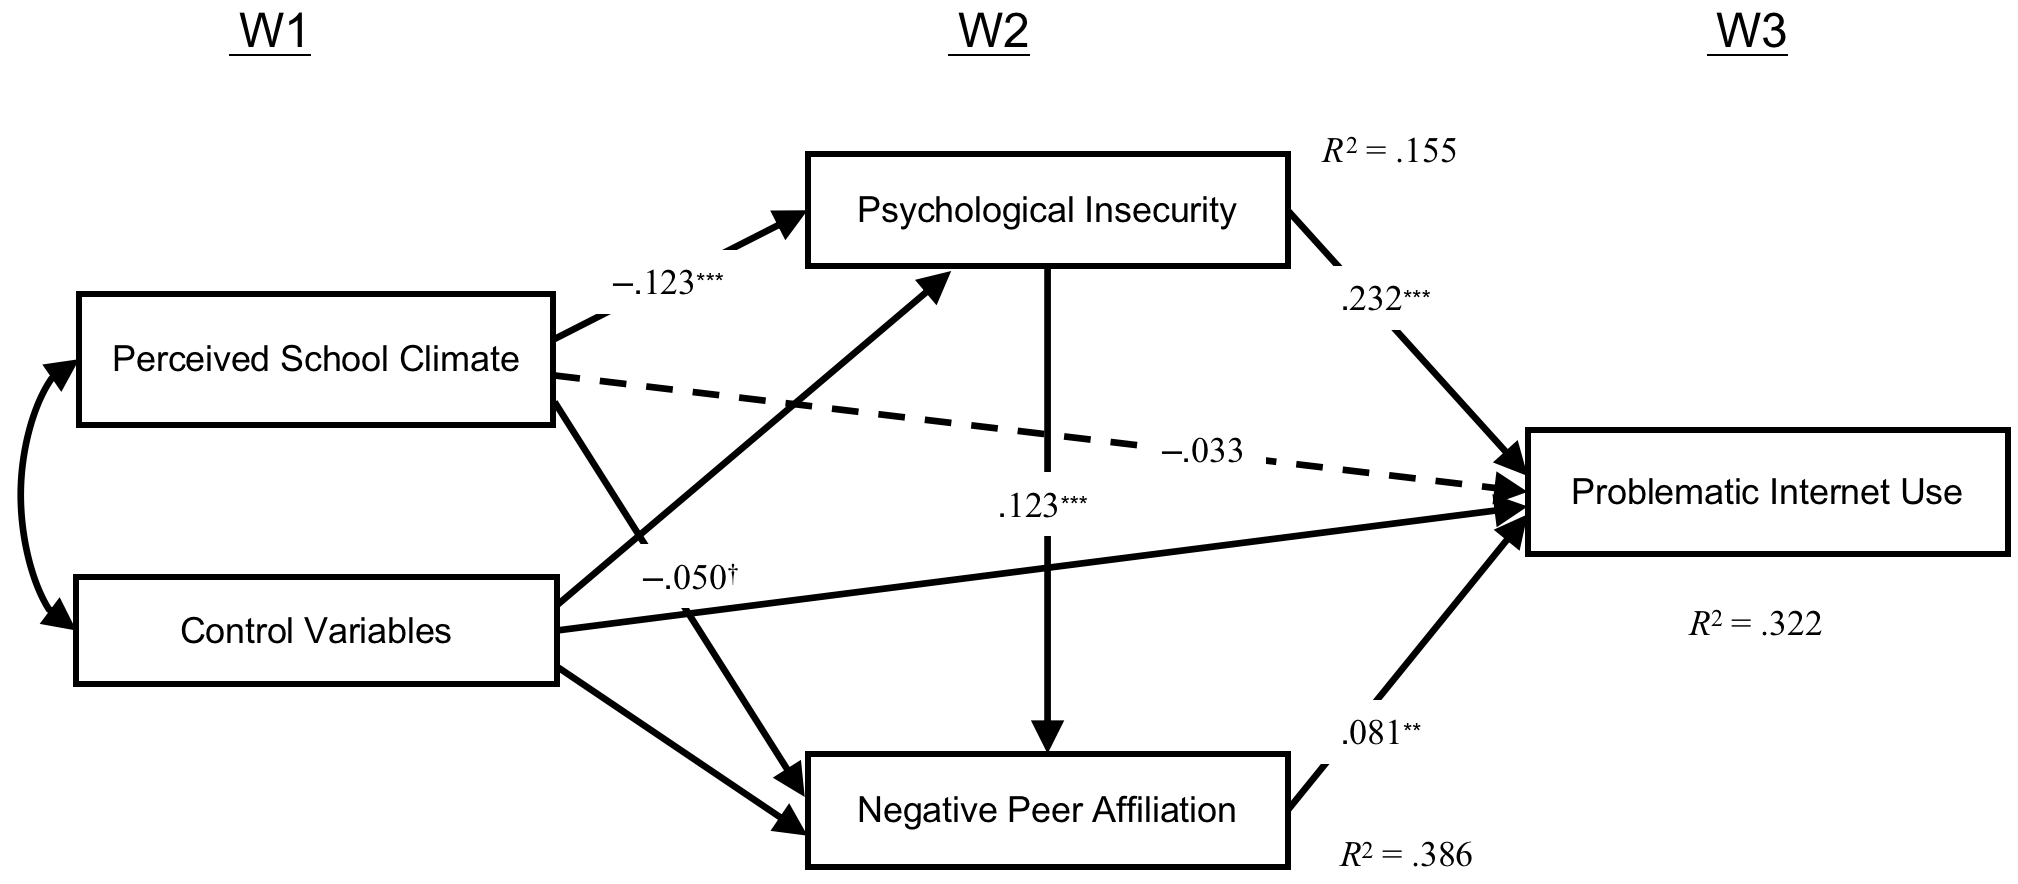 W1
W2
W3
R² = .155
Psychological Insecurity
–.123***
.232***
Perceived School Climate
–.033
Problematic Internet Use
.123***
–.050†
Control Variables
R² = .322
.081**
Negative Peer Affiliation
R² = .386